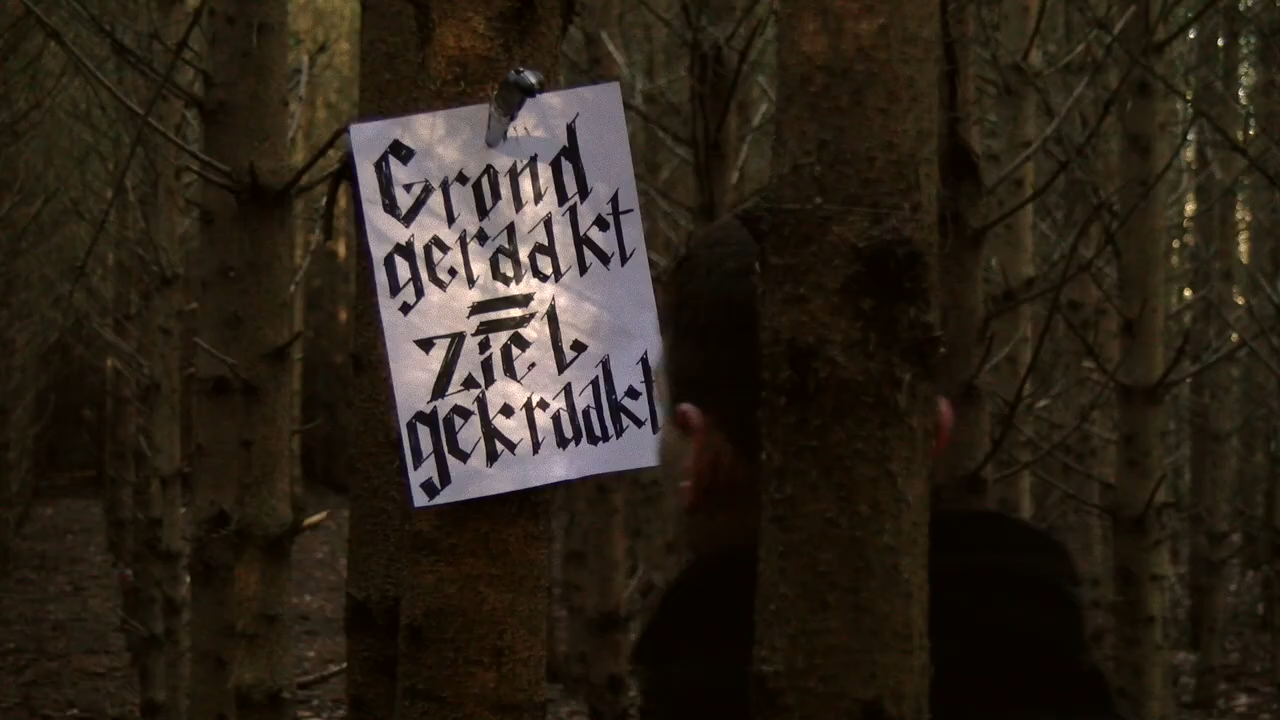 Grond
geraakt
=
Ziel
gekraakt